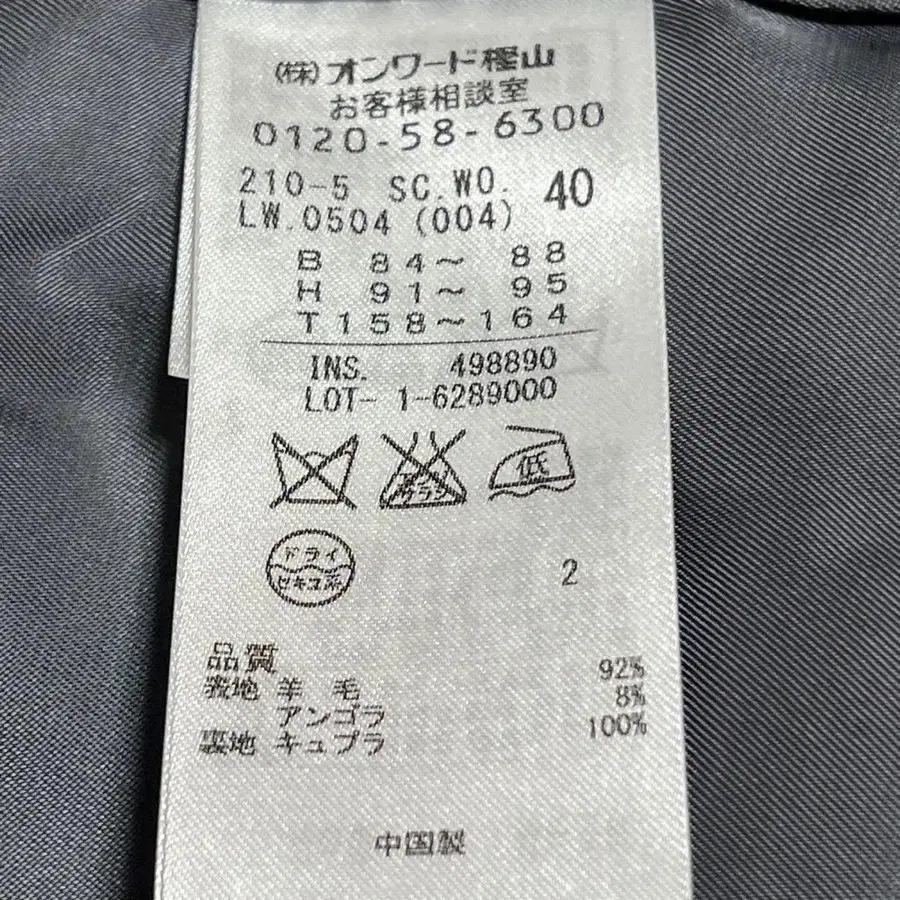 (株)オンワード樫山
お客様相談室
0120-58-6300
210-5 SC.WO. 40
LW.0504 (004)
B 84~ 88
H 91~ 95
T158~164
INS. 498890
LOT- 1-6289000
低
ドライ
セキユ系
2
品質
表地 羊 毛 92%
アンゴラ 8%
裏地 キュプラ 100%
中国製